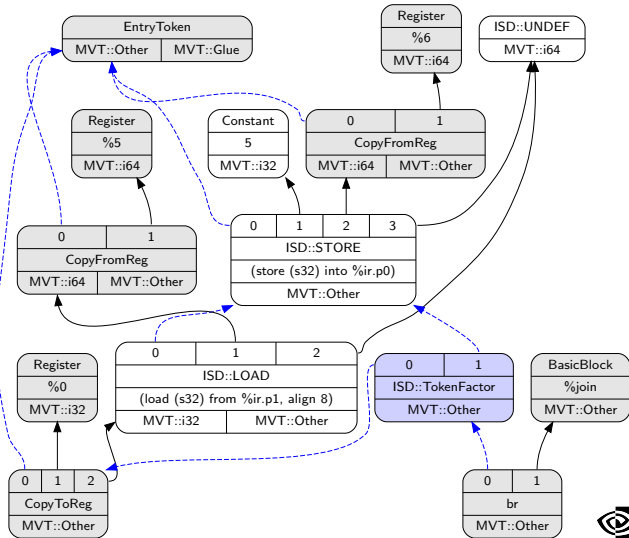 EntryToken
MVT::Other MVT::Glue
Register
%6
MVT::i64
ISD::UNDEF
MVT::i64
Register
%5
MVT::i64
Constant
5
MVT::i32
0 1
CopyFromReg
MVT::i64 MVT::Other
0 1
CopyFromReg
MVT::i64 MVT::Other
0 1 2 3
ISD::STORE
(store (s32) into %ir.p0)
MVT::Other
Register
%0
MVT::i32
0 1 2
ISD::LOAD
(load (s32) from %ir.p1, align 8)
MVT::i32 MVT::Other
0 1
ISD::TokenFactor
MVT::Other
BasicBlock
%join
MVT::Other
0 1 2
CopyToReg
MVT::Other
0 1
br
MVT::Other